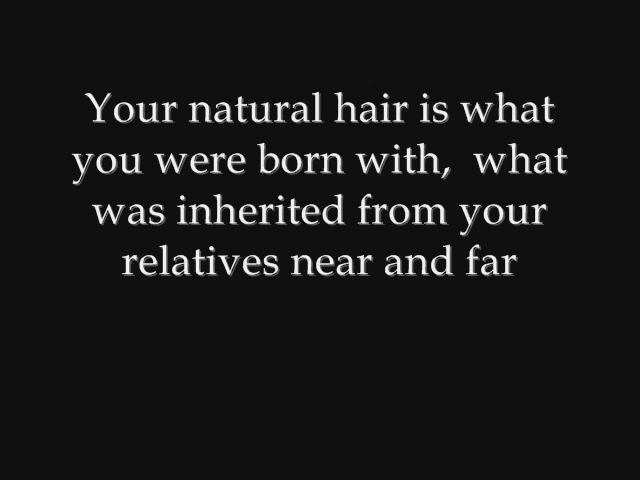 Your natural hair is what
you were born with,  what
was inherited from your
relatives near and far